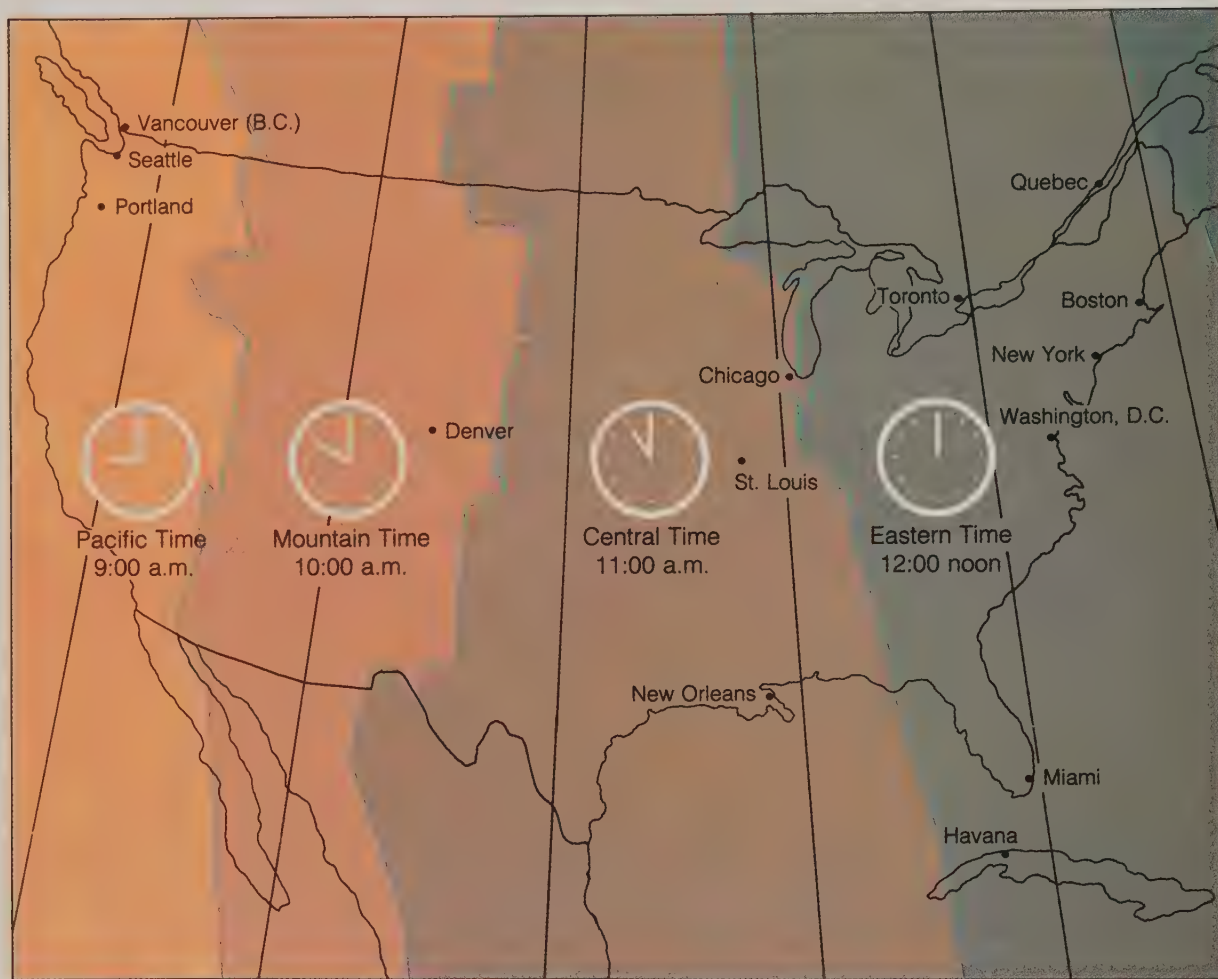 Vancouver (B.C.)
Seattle
Portland
Quebec
Toronto
Boston
New York
Chicago
Washington, D.C.
Denver
St. Louis
Pacific Time
9:00 a.m.
Mountain Time
10:00 a.m.
Central Time
11:00 a.m.
Eastern Time
12:00 noon
New Orleans
Miami
Havana